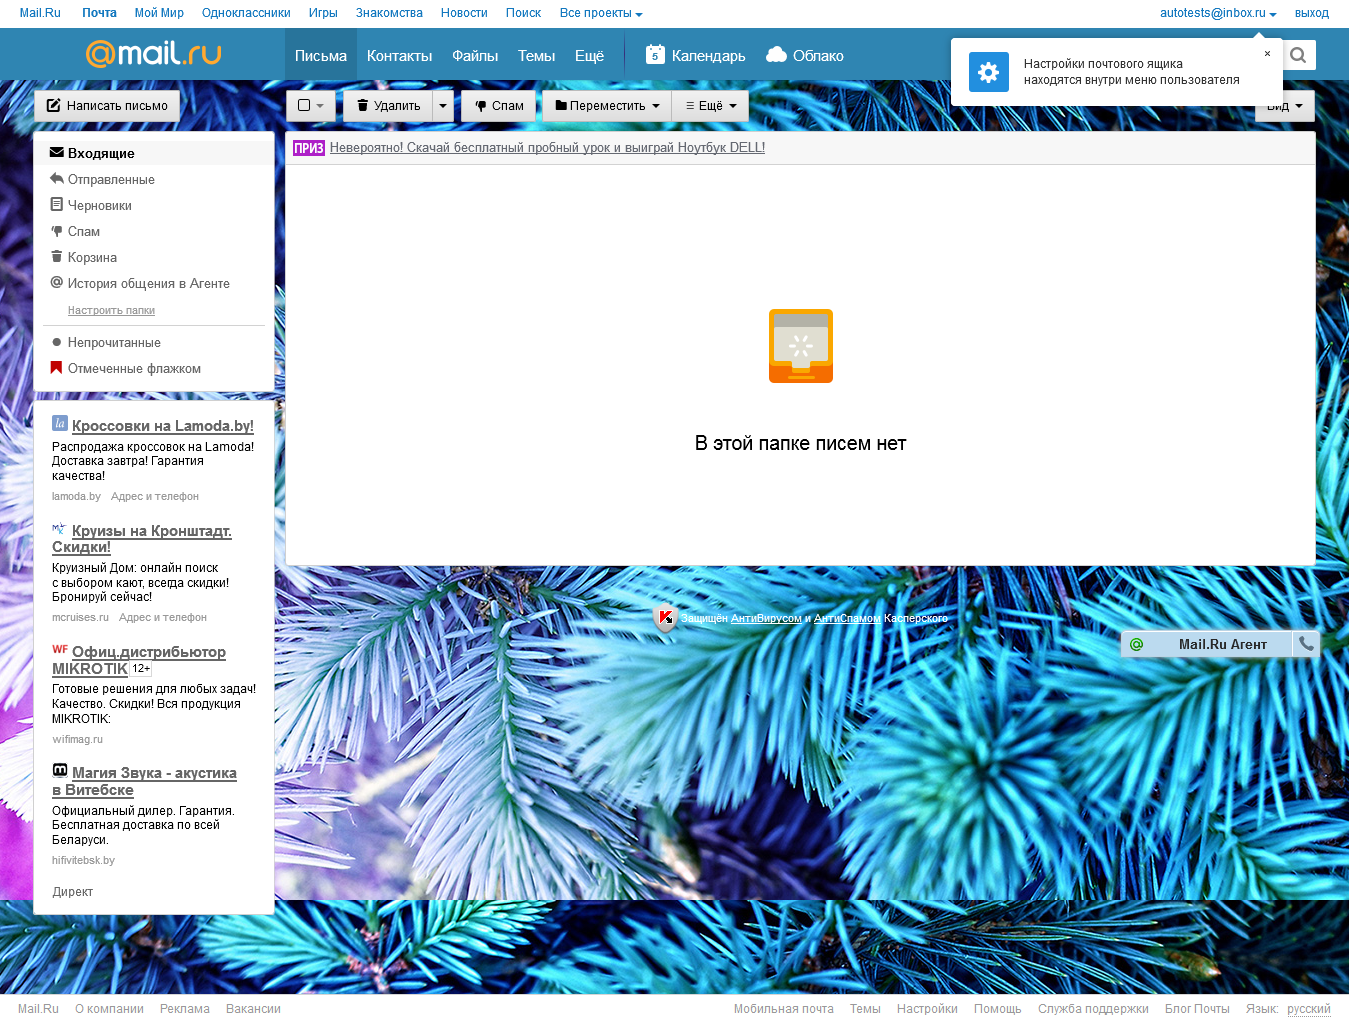 Mail.Ru Почта Мой Мир Одноклассники Игры Знакомства Новости Поиск Все проекты autotests@inbox.ru выход
@mail.ru Письма Контакты Файлы Темы Ещё 5 Календарь Облако
×
Настройки почтового ящика
находятся внутри меню пользователя
Написать письмо Удалить Спам Переместить Ещё Вид
Входящие
Отправленные
Черновики
Спам
Корзина
История общения в Агенте
Настроить папки
Непрочитанные
Отмеченные флажком
ПРИЗ Невероятно! Скачай бесплатный пробный урок и выиграй Ноутбук DELL!
В этой папке писем нет
la Кроссовки на Lamoda.by!
Распродажа кроссовок на Lamoda!
Доставка завтра! Гарантия
качества!
lamoda.by Адрес и телефон
Круизы на Кронштадт.
Скидки!
Круизный Дом: онлайн поиск
с выбором кают, всегда скидки!
Бронируй сейчас!
mcruises.ru Адрес и телефон
WF Офиц.дистрибьютор
MIKROTIK 12+
Готовые решения для любых задач!
Качество. Скидки! Вся продукция
MIKROTIK:
wifimag.ru
m Магия Звука - акустика
в Витебске
Официальный дилер. Гарантия.
Бесплатная доставка по всей
Беларуси.
hifivitebsk.by
Директ
Защищён АнтиВирусом и АнтиСпамом Касперского
@ Mail.Ru Агент
Mail.Ru О компании Реклама Вакансии Мобильная почта Темы Настройки Помощь Служба поддержки Блог Почты Язык: русский